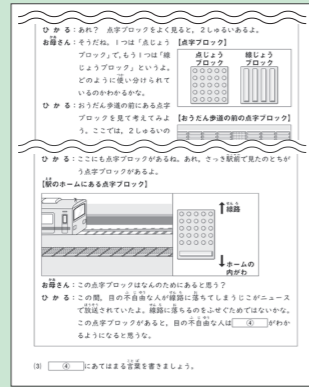 ひかる：あれ？　点字ブロックをよく見ると、２しゅるいあるよ。
お母さん：そうだね。１つは「点じょう
ブロック」で、もう１つは「線
じょうブロック」というよ。
どのように使い分けられて
いるのかわかるかな。
【点字ブロック】
点じょう
ブロック
線じょう
ブロック
ひかる：おうだん歩道の前にある点字
ブロックを見て考えてみよ
う。ここでは、２しゅるいの
【おうだん歩道の前の点字ブロック】
ひかる：ここにも点字ブロックがあるね。あれ、さっき駅前で見たのとちが
う点字ブロックがあるよ。
【駅のホームにある点字ブロック】
線路
ホームの
内がわ
お母さん：この点字ブロックはなんのためにあると思う？
ひかる：この間、目の不自由な人が線路に落ちてしまうじこがニュース
で放送されていたよ。線路に落ちるのをふせぐためではないかな。
この点字ブロックがあると、目の不自由な人は ④ がわか
るようになると思うな。
(3)　④ にあてはまる言葉を書きましょう。